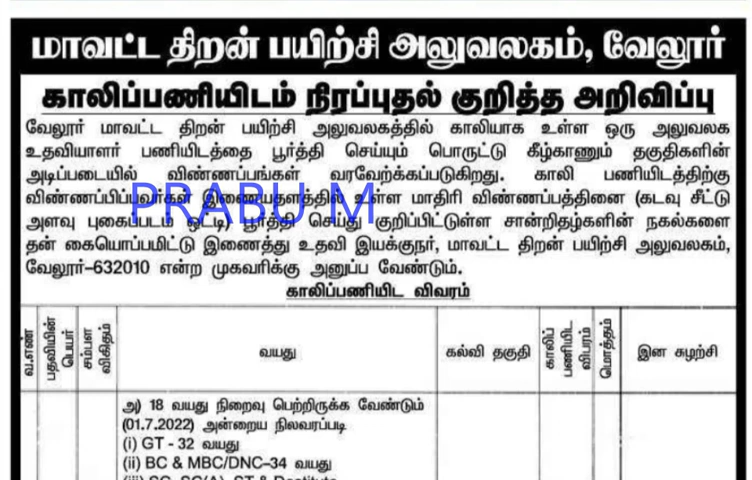 மாவட்ட திறன் பயிற்சி அலுவலகம், வேலூர்
காலிப்பணியிடம் நிரப்புதல் குறித்த அறிவிப்பு
வேலூர் மாவட்ட திறன் பயிற்சி அலுவலகத்தில் காலியாக உள்ள ஒரு அலுவலக
உதவியாளர் பணியிடத்தை பூர்த்தி செய்யும் பொருட்டு கீழ்காணும் தகுதிகளின்
அடிப்படையில் விண்ணப்பங்கள் வரவேற்க்கப்படுகிறது. காலி பணியிடத்திற்கு
விண்ணப்பிப்பவர்கள் இணையதளத்தில் உள்ள மாதிரி விண்ணப்பத்தினை (கடவு சீட்டு
அளவு புகைப்படம் ஒட்டி) பூர்த்தி செய்து குறிப்பிட்டுள்ள சான்றிதழ்களின் நகல்களை
தன் கையொப்பமிட்டு இணைத்து உதவி இயக்குநர், மாவட்ட திறன் பயிற்சி அலுவலகம்,
வேலூர்–632010 என்ற முகவரிக்கு அனுப்ப வேண்டும்.
PRABU M
காலிப்பணியிட விவரம்
வ.எண்
பதவியின் பெயர்
சம்பள விகிதம்
வயது
கல்வி தகுதி
காலிப் பணியிட விபரம்
மொத்தம்
இன சுழற்சி
அ) 18 வயது நிறைவு பெற்றிருக்க வேண்டும்
(01.7.2022) அன்றைய நிலவரப்படி
(i) GT - 32 வயது
(ii) BC & MBC/DNC–34 வயது